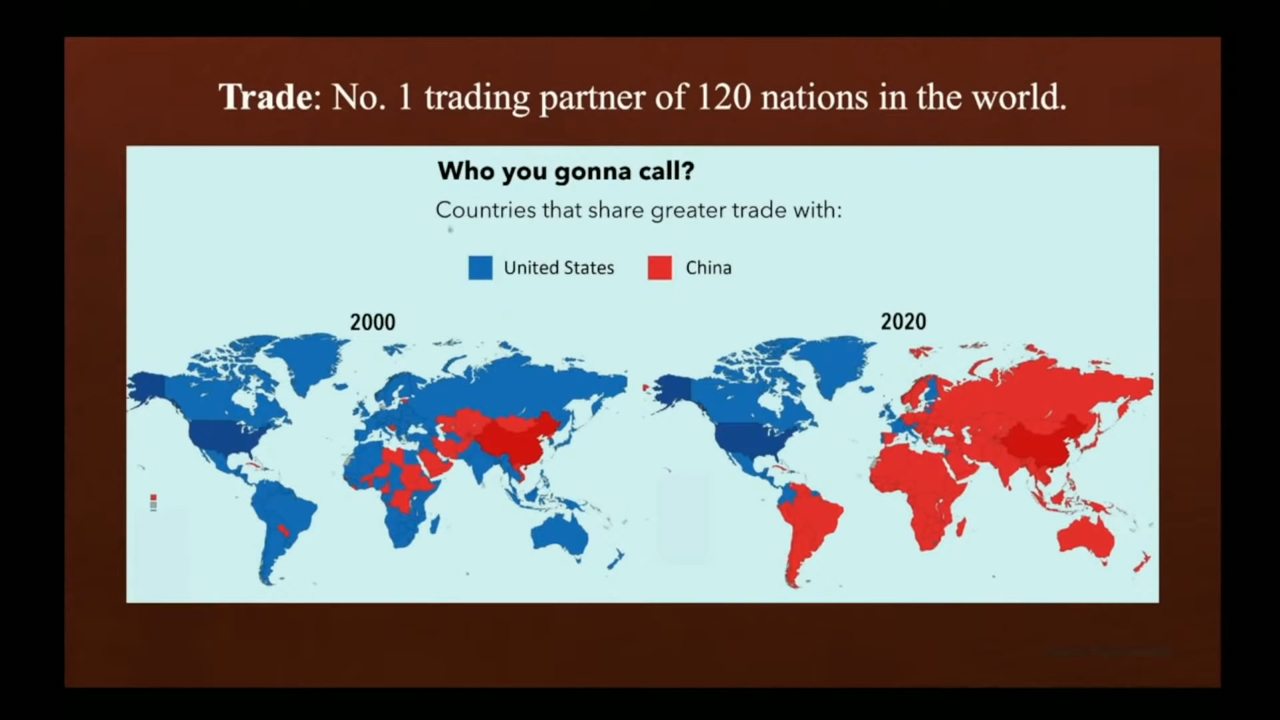 Trade: No. 1 trading partner of 120 nations in the world.
Who you gonna call?
Countries that share greater trade with:
United States China
2000 2020